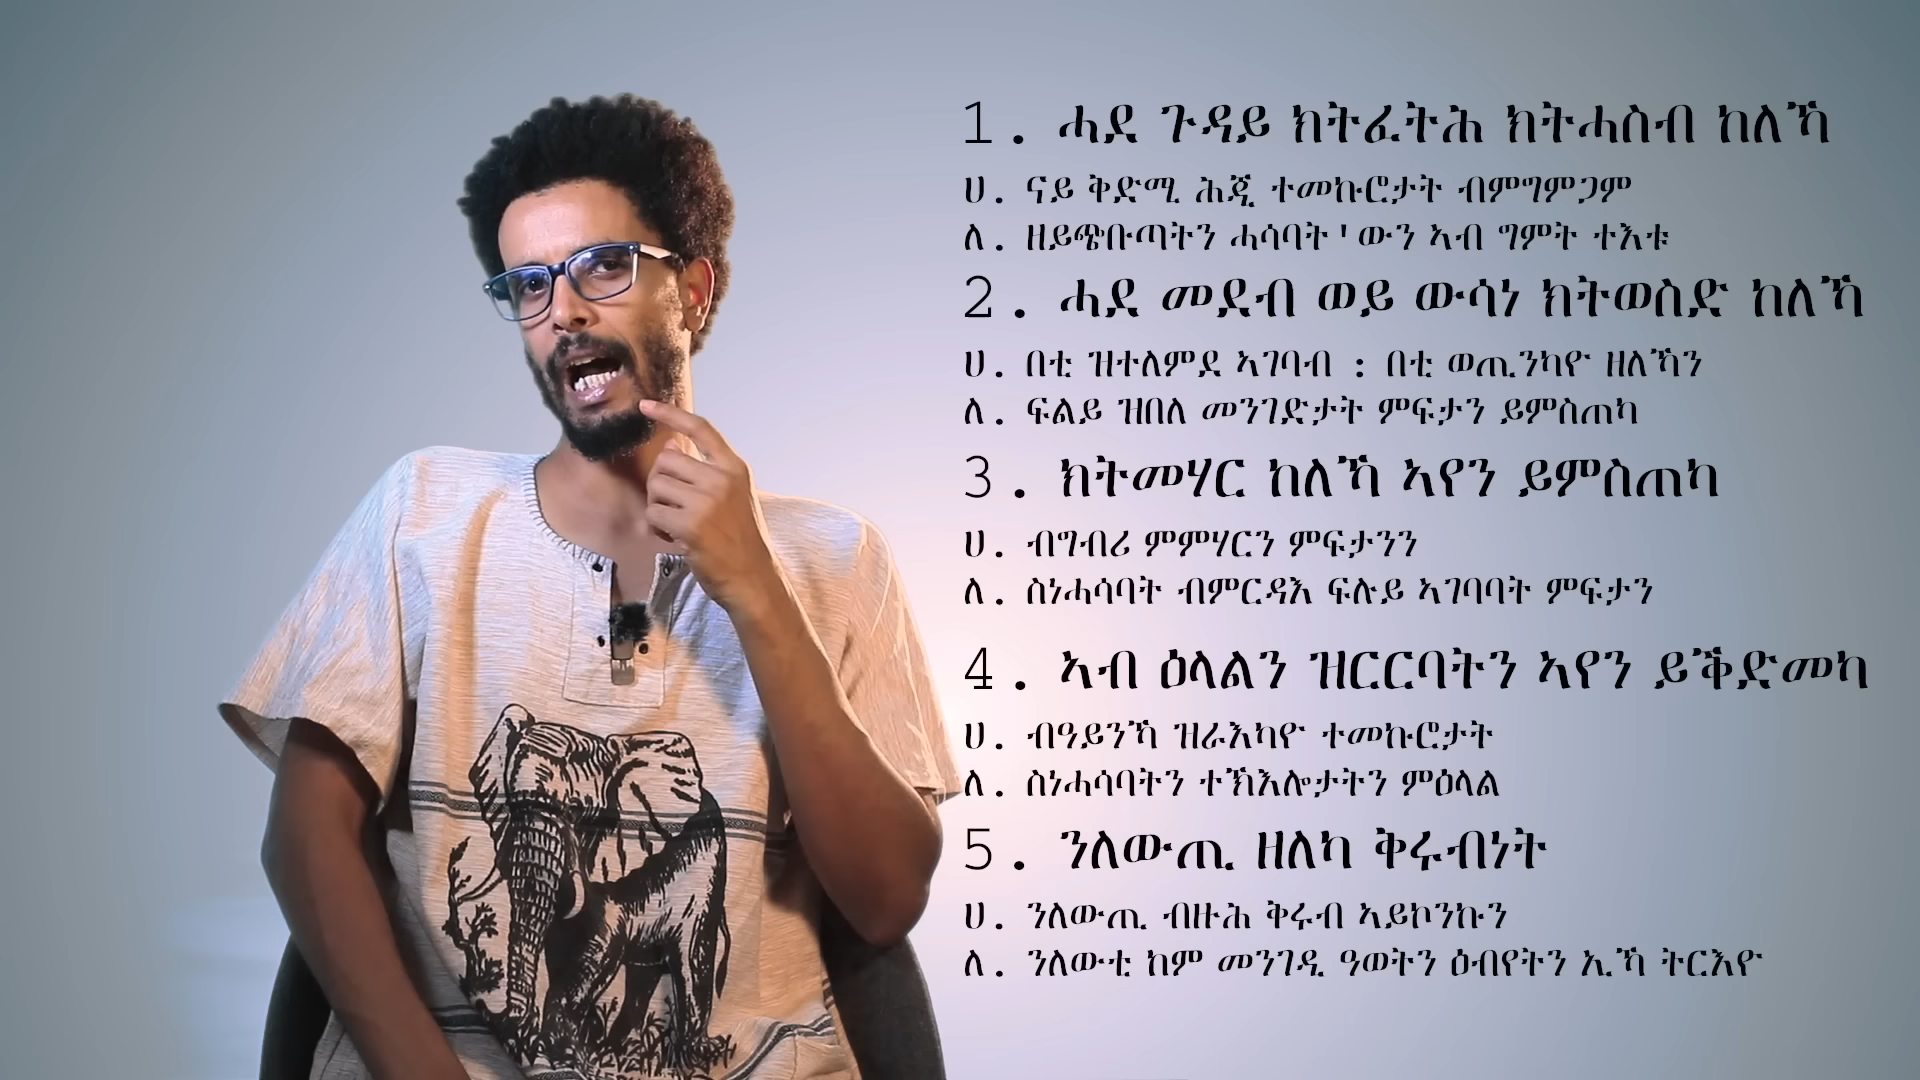 1. ሓደ ጉዳይ ክትፈትሕ ክትሓስብ ከለኻ
ሀ. ናይ ቅድሚ ሕጂ ተመኩሮታት ብምግምጋም
ለ. ዘይጭቡጣትን ሓሳባት'ውን ኣብ ግምት ተእቱ
2. ሓደ መደብ ወይ ውሳነ ክትወስድ ከለኻ
ሀ. በቲ ዝተለምደ ኣገባብ : በቲ ወጢንካዮ ዘለኻን
ለ. ፍልይ ዝበለ መንገድታት ምፍታን ይምስጠካ
3. ክትመሃር ከለኻ ኣየን ይምስጠካ
ሀ. ብግብሪ ምምሃርን ምፍታንን
ለ. ስነሓሳባት ብምርዳእ ፍሉይ ኣገባባት ምፍታን
4. ኣብ ዕላልን ዝርርባትን ኣየን ይቕድመካ
ሀ. ብዓይንኻ ዝራእካዮ ተመኩሮታት
ለ. ስነሓሳባትን ተኽእሎታትን ምዕላል
5. ንለውጢ ዘለካ ቅሩብነት
ሀ. ንለውጢ ብዙሕ ቅሩብ ኣይኮንኩን
ለ. ንለውቲ ከም መንገዲ ዓወትን ዕብየትን ኢኻ ትርእዮ